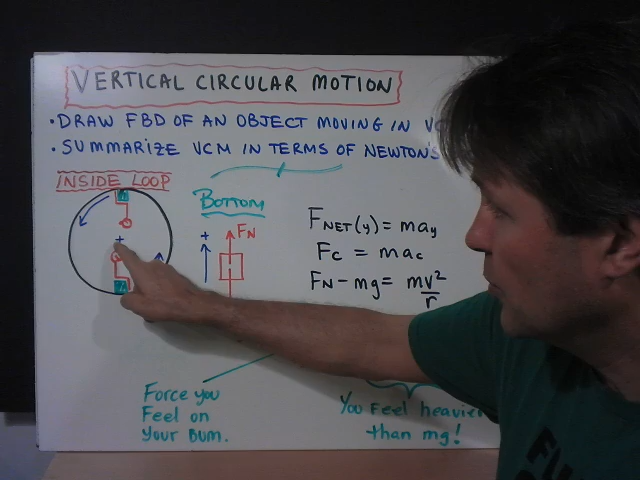 VERTICAL CIRCULAR MOTION
• DRAW FBD OF AN OBJECT MOVING IN
• SUMMARIZE VCM IN TERMS OF NEWTON'S
INSIDE LOOP
BOTTOM
+
+ FN
FNET(y) = may
Fc = mac
FN - mg = mv²/r
Force you
Feel on
your Bum.
You Feel heavier
than mg!